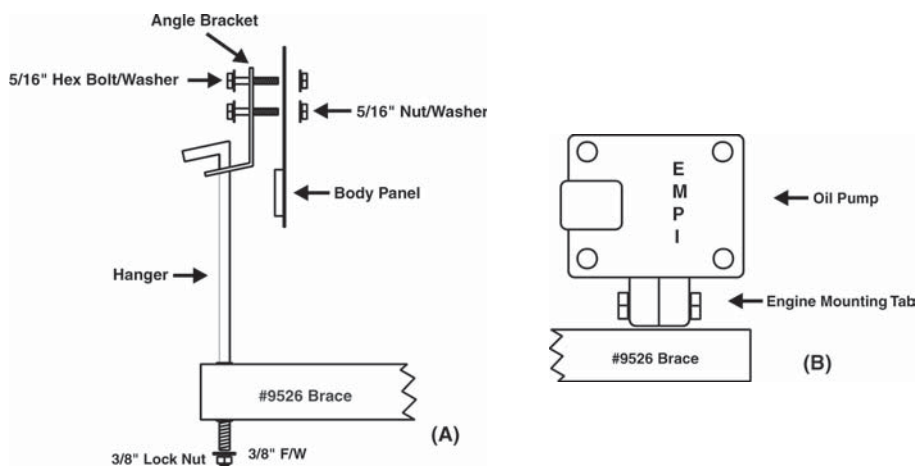 Angle Bracket
5/16" Hex Bolt/Washer
5/16" Nut/Washer
Body Panel
Hanger
#9526 Brace
(A)
3/8" Lock Nut
3/8" F/W
E
M
P
I
Oil Pump
Engine Mounting Tab
#9526 Brace
(B)